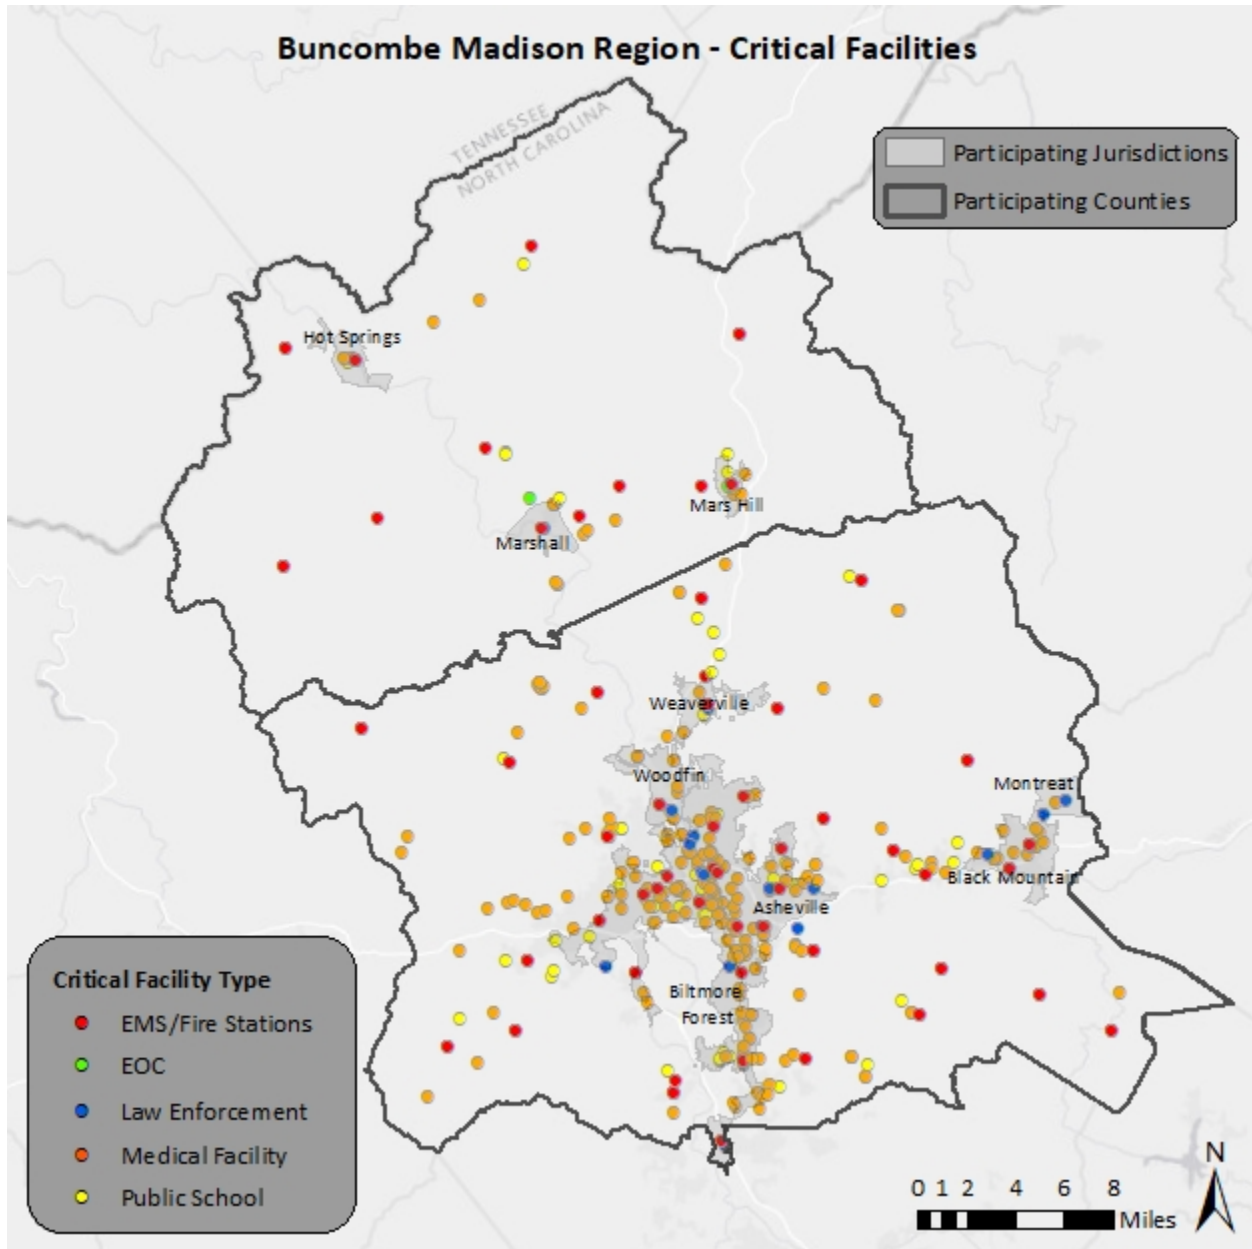 Buncombe Madison Region - Critical Facilities
TENNESSEE
NORTH CAROLINA
Participating Jurisdictions
Participating Counties
Hot Springs
Mars Hill
Marshall
Weaverville
Woodfin
Montreat
Black Mountain
Asheville
Biltmore
Forest
Critical Facility Type
EMS/Fire Stations
EOC
Law Enforcement
Medical Facility
Public School
N
0 1 2 4 6 8
Miles